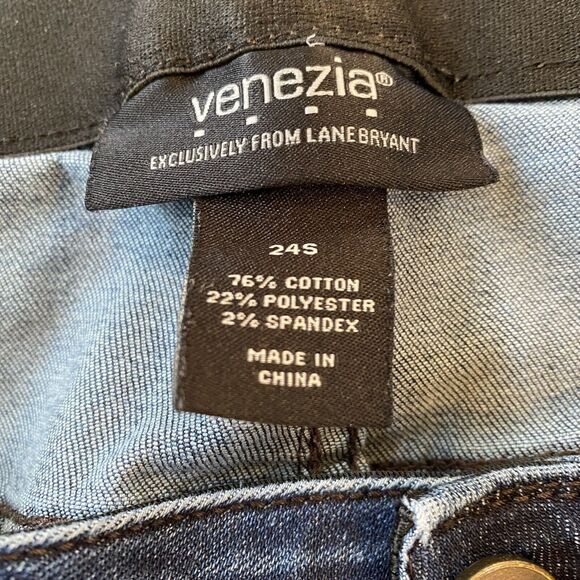 venezia®
EXCLUSIVELY FROM LANE BRYANT
24S
76% COTTON
22% POLYESTER
2% SPANDEX
MADE IN
CHINA